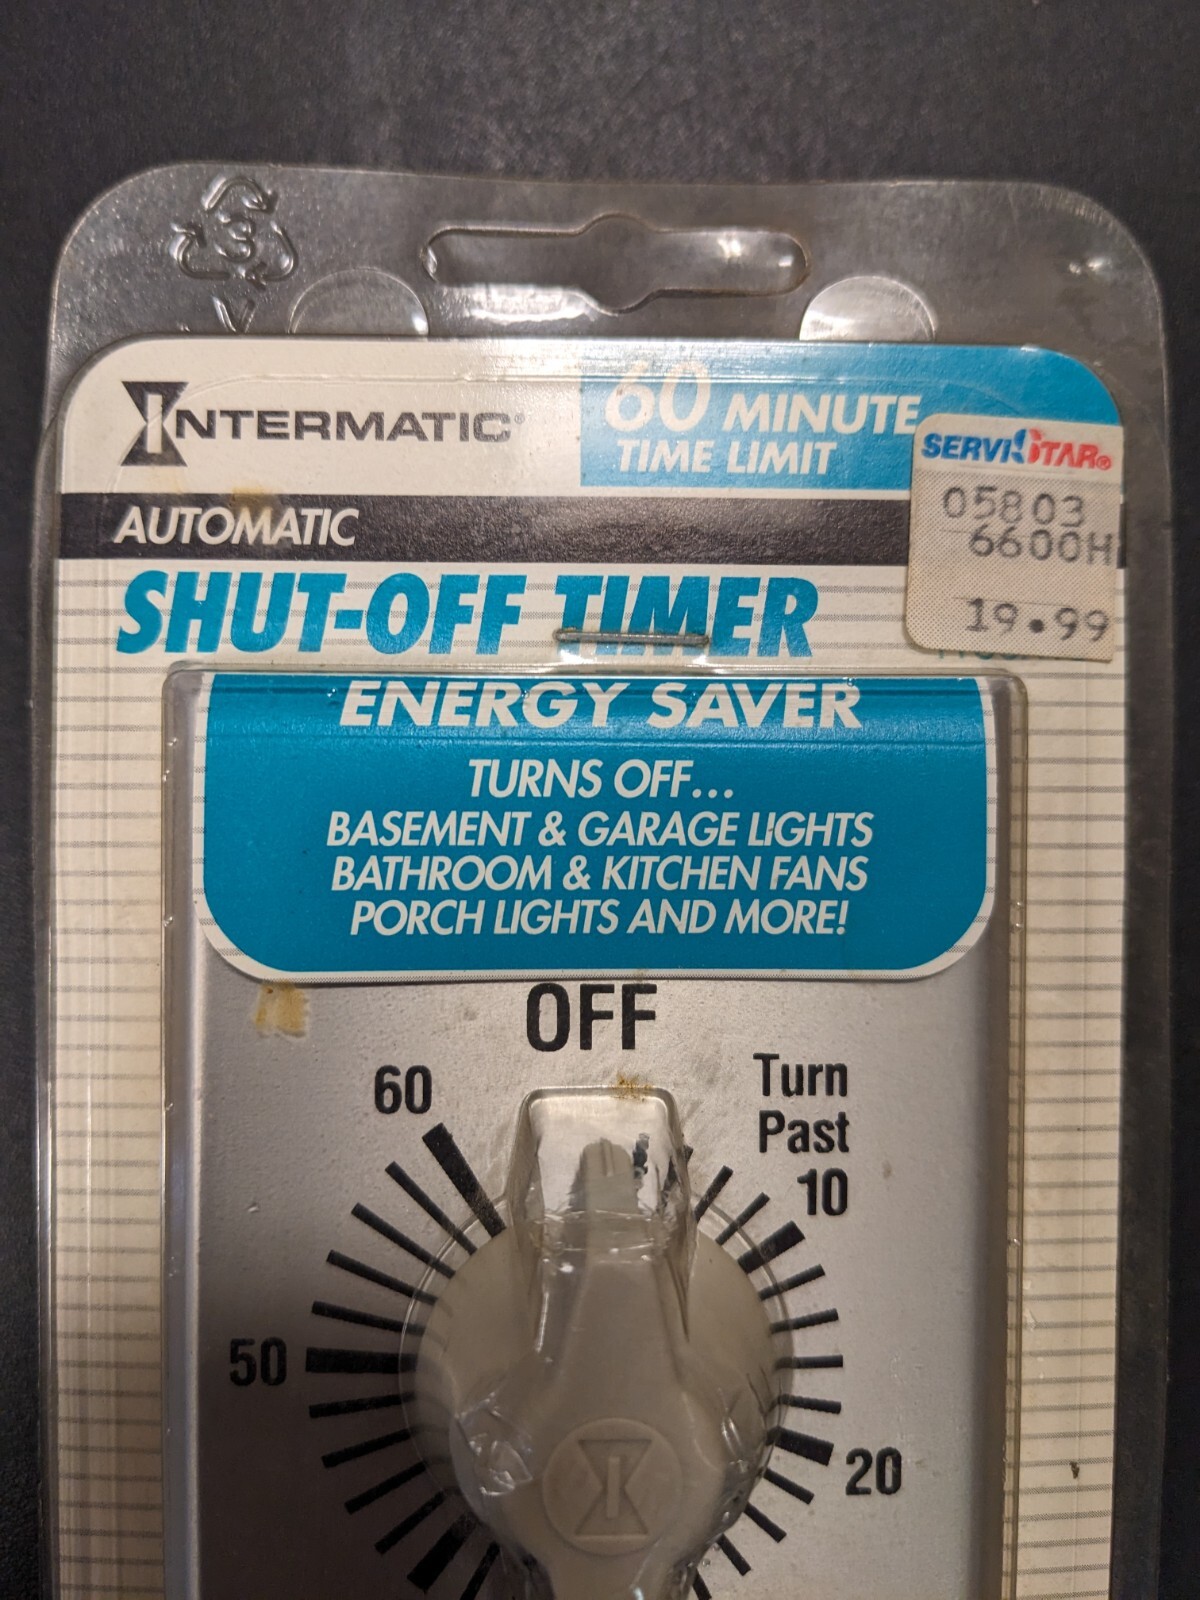 3
V
INTERMATIC®
60 MINUTE
TIME LIMIT
SERVISTAR®
05803
6600H
19.99
AUTOMATIC
SHUT-OFF TIMER
ENERGY SAVER
TURNS OFF...
BASEMENT & GARAGE LIGHTS
BATHROOM & KITCHEN FANS
PORCH LIGHTS AND MORE!
OFF
60
Turn
Past
10
50
20